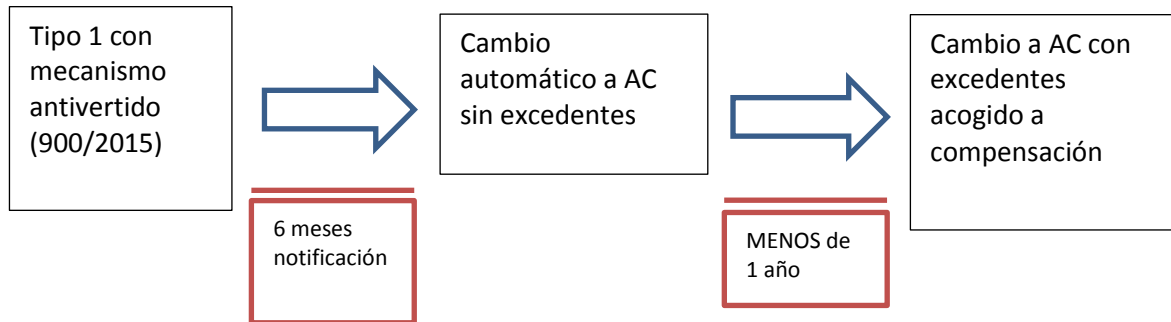 Tipo 1 con
mecanismo
antivertido
(900/2015)
6 meses
notificación
Cambio
automático a AC
sin excedentes
MENOS de
1 año
Cambio a AC con
excedentes
acogido a
compensación